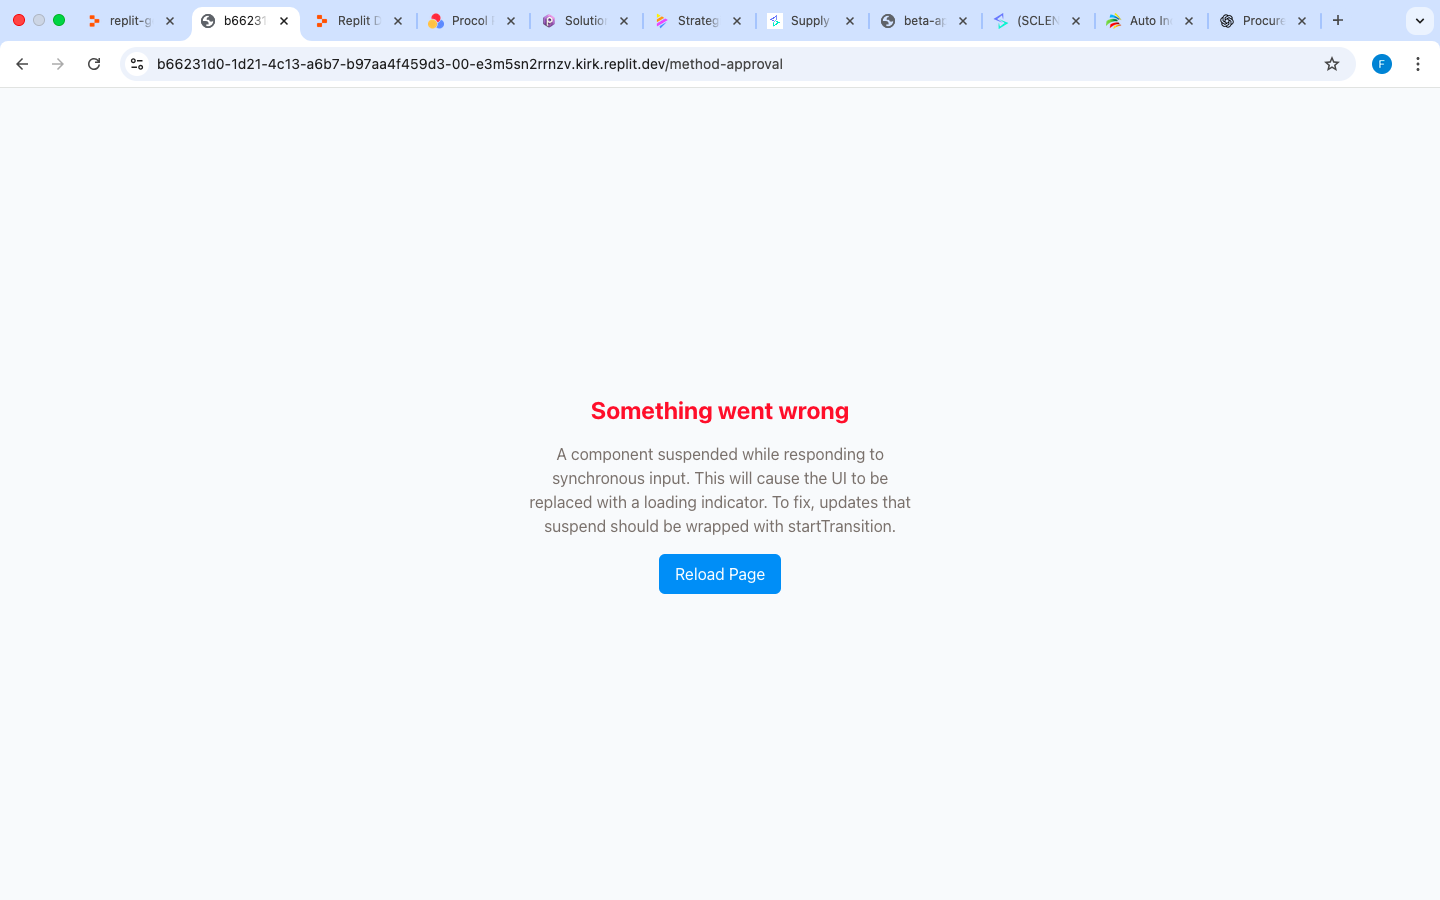 replit-g
b66231
Replit D
Procol
Solution
Strateg
Supply
beta-ap
(SCLEN
Auto In
Procure
b66231d0-1d21-4c13-a6b7-b97aa4f459d3-00-e3m5sn2rrnzv.kirk.replit.dev/method-approval
F
Something went wrong
A component suspended while responding to
synchronous input. This will cause the UI to be
replaced with a loading indicator. To fix, updates that
suspend should be wrapped with startTransition.
Reload Page